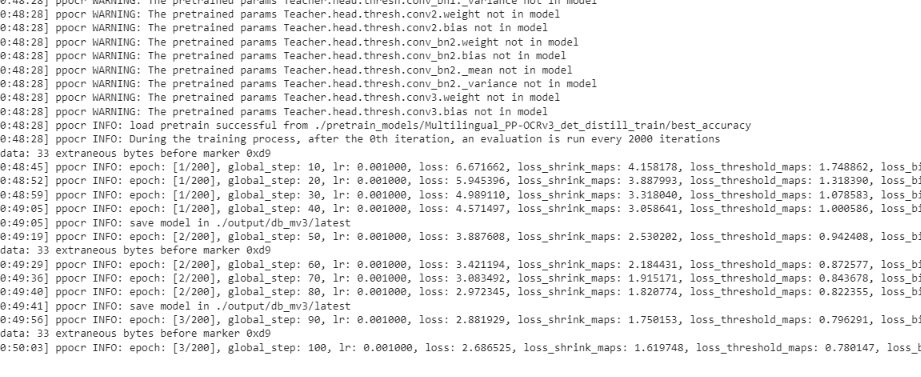 0:48:28] ppocr WARNING: The pretrained params Teacher.head.thresh.conv_bn1._variance not in model
0:48:28] ppocr WARNING: The pretrained params Teacher.head.thresh.conv2.weight not in model
0:48:28] ppocr WARNING: The pretrained params Teacher.head.thresh.conv2.bias not in model
0:48:28] ppocr WARNING: The pretrained params Teacher.head.thresh.conv_bn2.weight not in model
0:48:28] ppocr WARNING: The pretrained params Teacher.head.thresh.conv_bn2.bias not in model
0:48:28] ppocr WARNING: The pretrained params Teacher.head.thresh.conv_bn2._mean not in model
0:48:28] ppocr WARNING: The pretrained params Teacher.head.thresh.conv_bn2._variance not in model
0:48:28] ppocr WARNING: The pretrained params Teacher.head.thresh.conv3.weight not in model
0:48:28] ppocr WARNING: The pretrained params Teacher.head.thresh.conv3.bias not in model
0:48:28] ppocr INFO: load pretrain successful from ./pretrain_models/Multilingual_PP-OCRv3_det_distill_train/best_accuracy
0:48:28] ppocr INFO: During the training process, after the 0th iteration, an evaluation is run every 2000 iterations
data: 33 extraneous bytes before marker 0xd9
0:48:45] ppocr INFO: epoch: [1/200], global_step: 10, lr: 0.001000, loss: 6.671662, loss_shrink_maps: 4.158178, loss_threshold_maps: 1.748862, loss_bi
0:48:52] ppocr INFO: epoch: [1/200], global_step: 20, lr: 0.001000, loss: 5.945396, loss_shrink_maps: 3.887993, loss_threshold_maps: 1.318390, loss_bi
0:48:59] ppocr INFO: epoch: [1/200], global_step: 30, lr: 0.001000, loss: 4.989110, loss_shrink_maps: 3.318040, loss_threshold_maps: 1.078583, loss_bi
0:49:05] ppocr INFO: epoch: [1/200], global_step: 40, lr: 0.001000, loss: 4.571497, loss_shrink_maps: 3.058641, loss_threshold_maps: 1.000586, loss_bi
0:49:05] ppocr INFO: save model in ./output/db_mv3/latest
0:49:19] ppocr INFO: epoch: [2/200], global_step: 50, lr: 0.001000, loss: 3.887608, loss_shrink_maps: 2.530202, loss_threshold_maps: 0.942408, loss_bi
data: 33 extraneous bytes before marker 0xd9
0:49:29] ppocr INFO: epoch: [2/200], global_step: 60, lr: 0.001000, loss: 3.421194, loss_shrink_maps: 2.184431, loss_threshold_maps: 0.872577, loss_bi
0:49:36] ppocr INFO: epoch: [2/200], global_step: 70, lr: 0.001000, loss: 3.083492, loss_shrink_maps: 1.915171, loss_threshold_maps: 0.843678, loss_bi
0:49:40] ppocr INFO: epoch: [2/200], global_step: 80, lr: 0.001000, loss: 2.972345, loss_shrink_maps: 1.820774, loss_threshold_maps: 0.822355, loss_bi
0:49:41] ppocr INFO: save model in ./output/db_mv3/latest
0:49:56] ppocr INFO: epoch: [3/200], global_step: 90, lr: 0.001000, loss: 2.881929, loss_shrink_maps: 1.750153, loss_threshold_maps: 0.796291, loss_bi
data: 33 extraneous bytes before marker 0xd9
0:50:03] ppocr INFO: epoch: [3/200], global_step: 100, lr: 0.001000, loss: 2.686525, loss_shrink_maps: 1.619748, loss_threshold_maps: 0.780147, loss_b